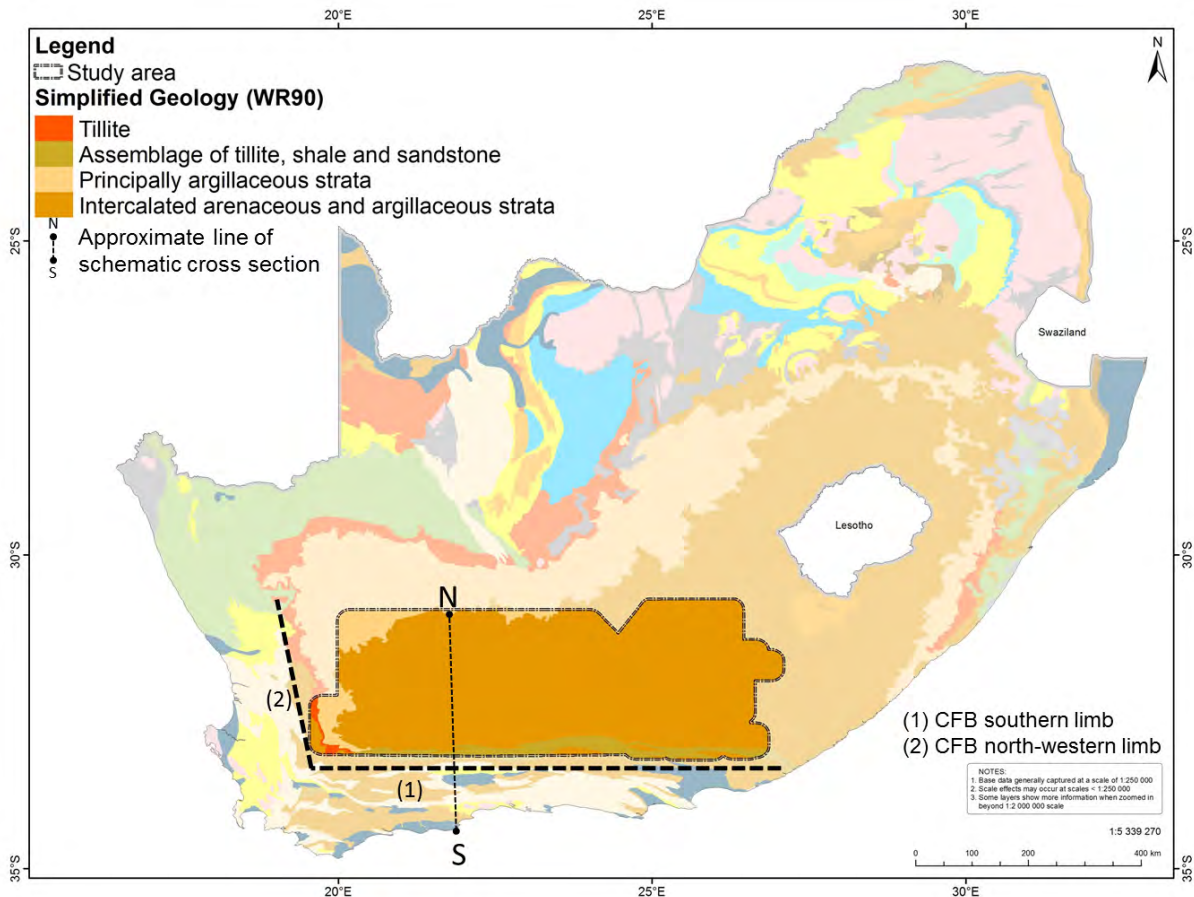 20°E
25°E
30°E
N
Legend
Study area
Simplified Geology (WR90)
Tillite
Assemblage of tillite, shale and sandstone
Principally argillaceous strata
Intercalated arenaceous and argillaceous strata
N
Approximate line of
S
schematic cross section
25°S
25°S
Swaziland
Lesotho
30°S
30°S
N
(2)
(1) CFB southern limb
(2) CFB north-western limb
(1)
NOTES:
1. Base data generally captured at a scale of 1:250 000
2. Scale effects may occur at scales < 1:250 000
3. Some layers show more information when zoomed in
beyond 1:2 000 000 scale
1:5 339 270
S
0 100 200 400 km
35°S
35°S
20°E
25°E
30°E